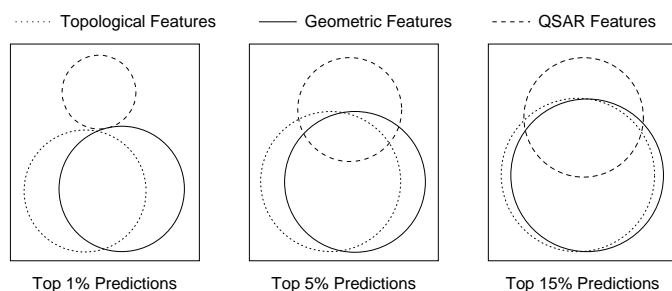 Topological Features Geometric Features QSAR Features
Top 1% Predictions Top 5% Predictions Top 15% Predictions